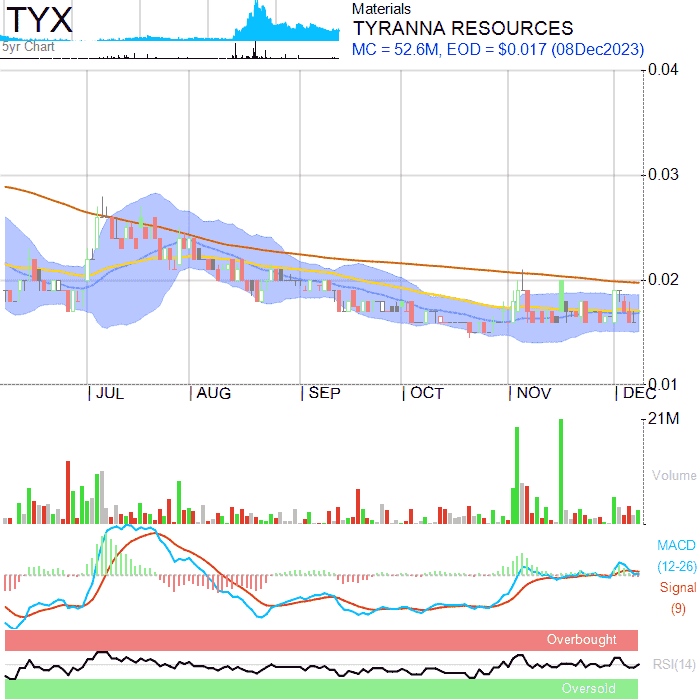 TYX
5yr Chart
Materials
TYRANNA RESOURCES
MC = 52.6M, EOD = $0.017 (08Dec2023)
0.04
0.03
0.02
0.01
JUL
AUG
SEP
OCT
NOV
DEC
21M
Volume
MACD
(12-26)
Signal
(9)
Overbought
RSI(14)
Oversold